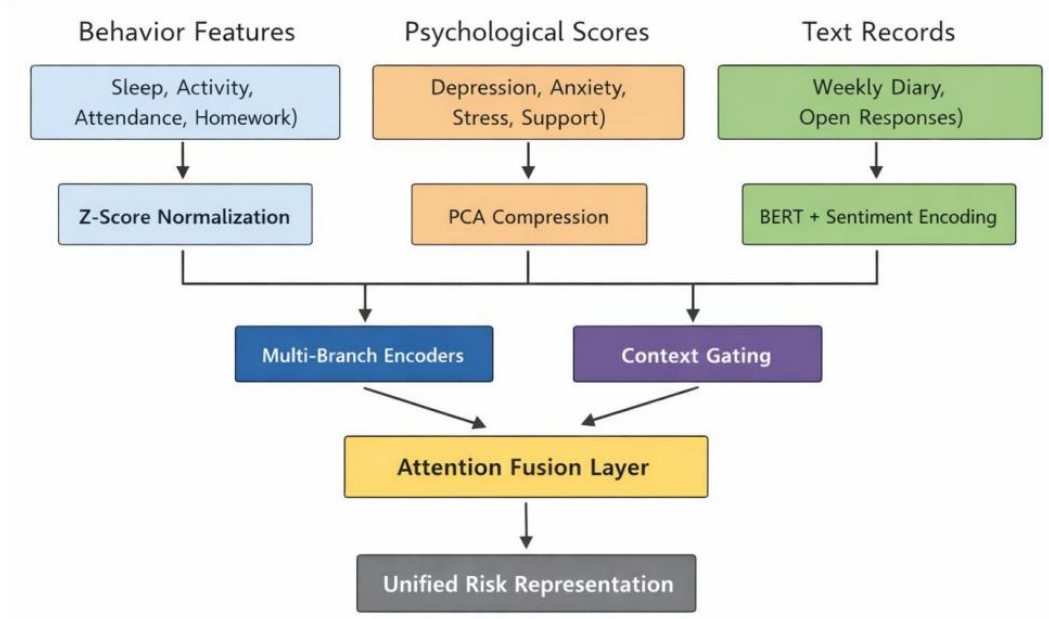 Behavior Features
Psychological Scores
Text Records
Sleep, Activity,
Attendance, Homework)
Depression, Anxiety,
Stress, Support)
Weekly Diary,
Open Responses)
Z-Score Normalization
PCA Compression
BERT + Sentiment Encoding
Multi-Branch Encoders
Context Gating
Attention Fusion Layer
Unified Risk Representation